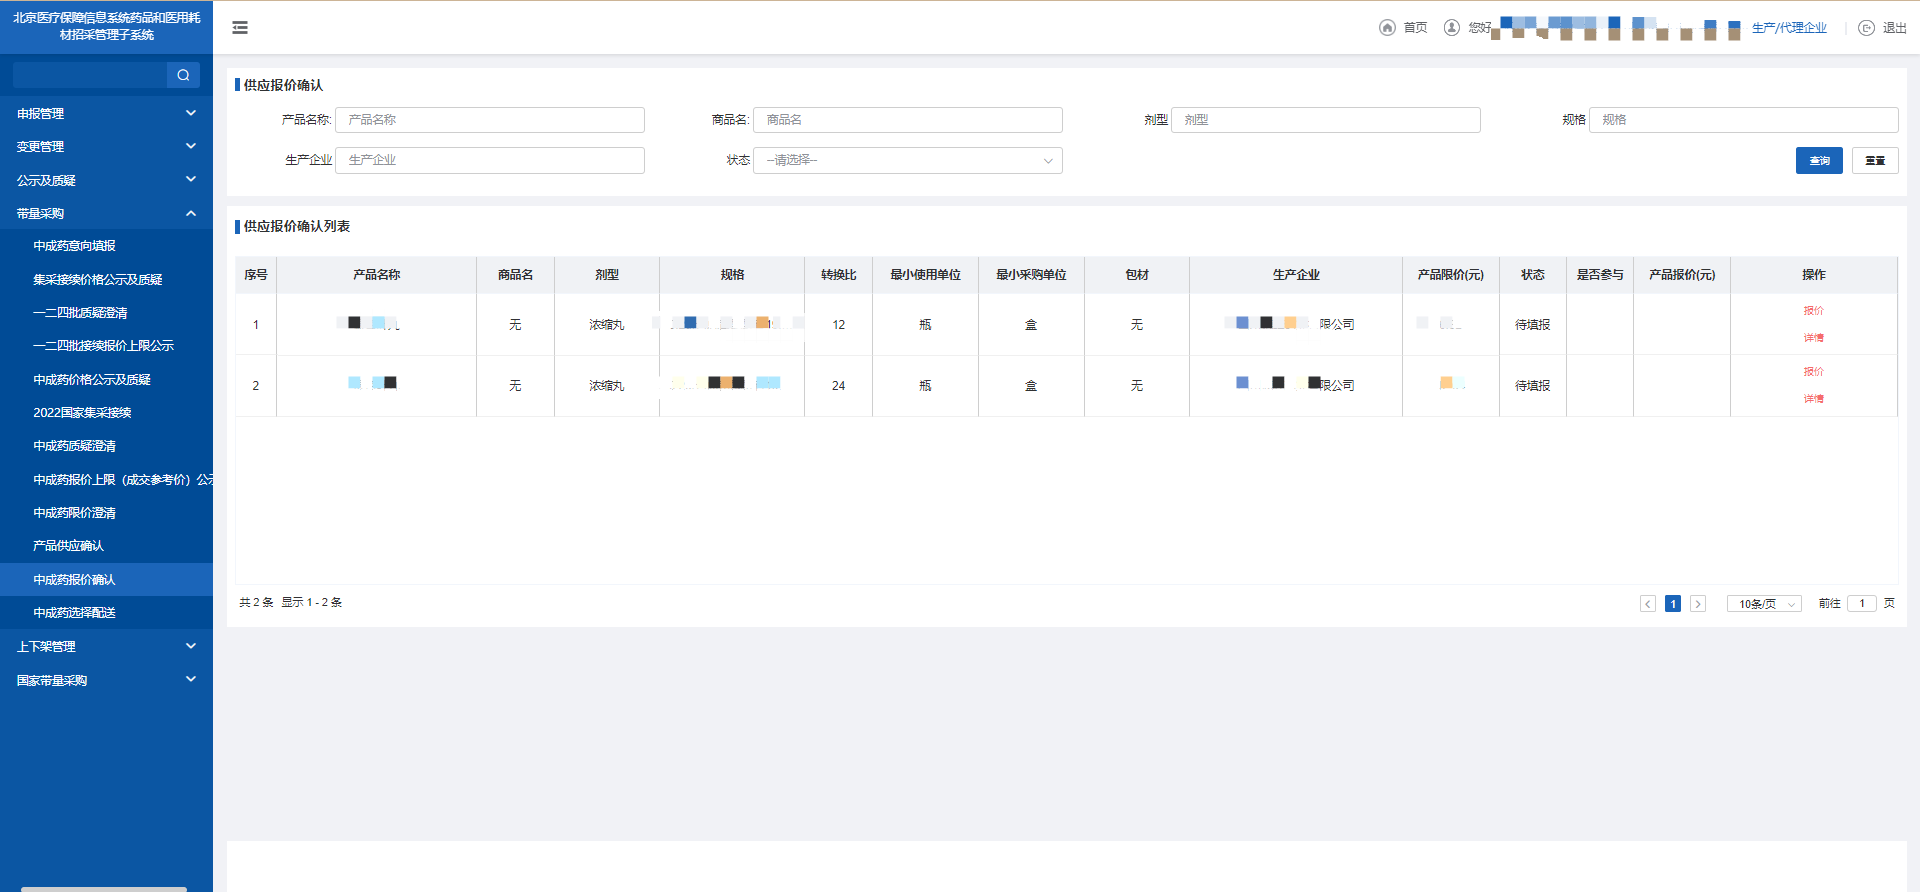 北京医疗保障信息系统药品和医用耗
材招采管理子系统
首页
您好
生产/代理企业
退出
申报管理
变更管理
公示及质疑
带量采购
中成药意向填报
集采接续价格公示及质疑
一二四批质疑澄清
一二四批接续报价上限公示
中成药价格公示及质疑
2022国家集采接续
中成药质疑澄清
中成药报价上限（成交参考价）公示
中成药限价澄清
产品供应确认
中成药报价确认
中成药选择配送
上下架管理
国家带量采购
供应报价确认
产品名称: 产品名称 商品名: 商品名 剂型 剂型 规格 规格
生产企业 生产企业 状态 --请选择-- 查询 重置
供应报价确认列表
序号 产品名称 商品名 剂型 规格 转换比 最小使用单位 最小采购单位 包材 生产企业 产品限价(元) 状态 是否参与 产品报价(元) 操作
1 无 浓缩丸 12 瓶 盒 无 限公司 待填报 报价
详情
2 无 浓缩丸 24 瓶 盒 无 限公司 待填报 报价
详情
共 2 条 显示 1 - 2 条 1 10条/页 前往 1 页